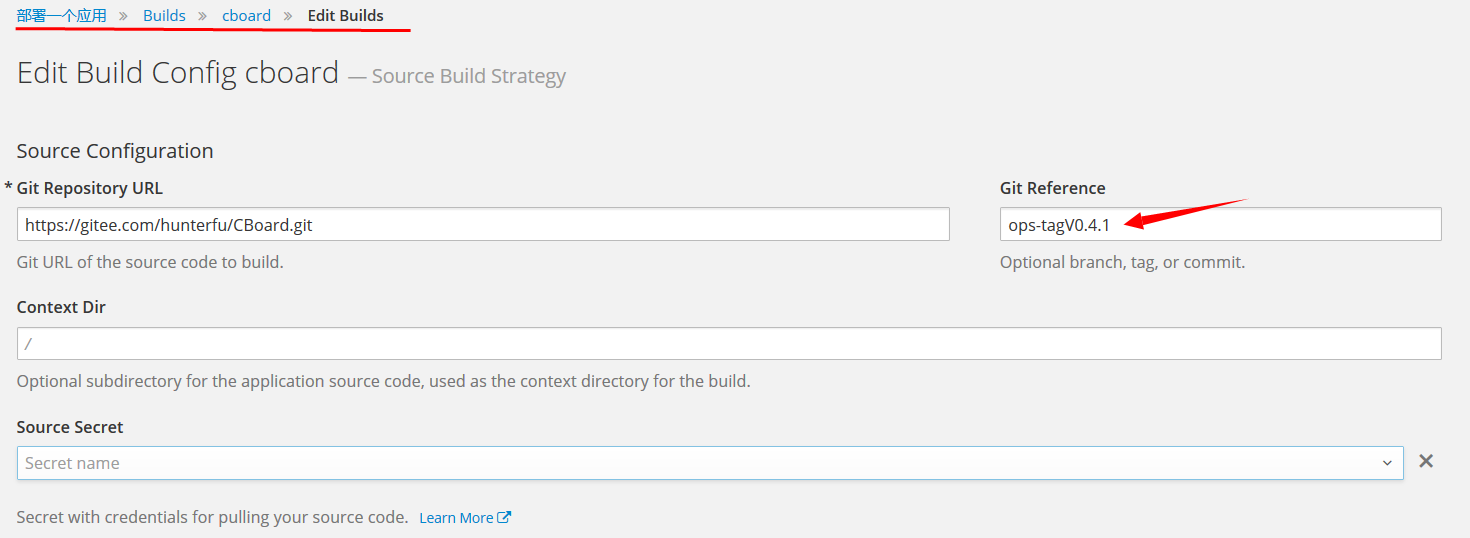 部署一个应用 » Builds » cboard » Edit Builds
Edit Build Config cboard — Source Build Strategy
Source Configuration
* Git Repository URL
Git Reference
https://gitee.com/hunterfu/CBoard.git
ops-tagV0.4.1
Git URL of the source code to build.
Optional branch, tag, or commit.
Context Dir
/
Optional subdirectory for the application source code, used as the context directory for the build.
Source Secret
Secret name
Secret with credentials for pulling your source code. Learn More